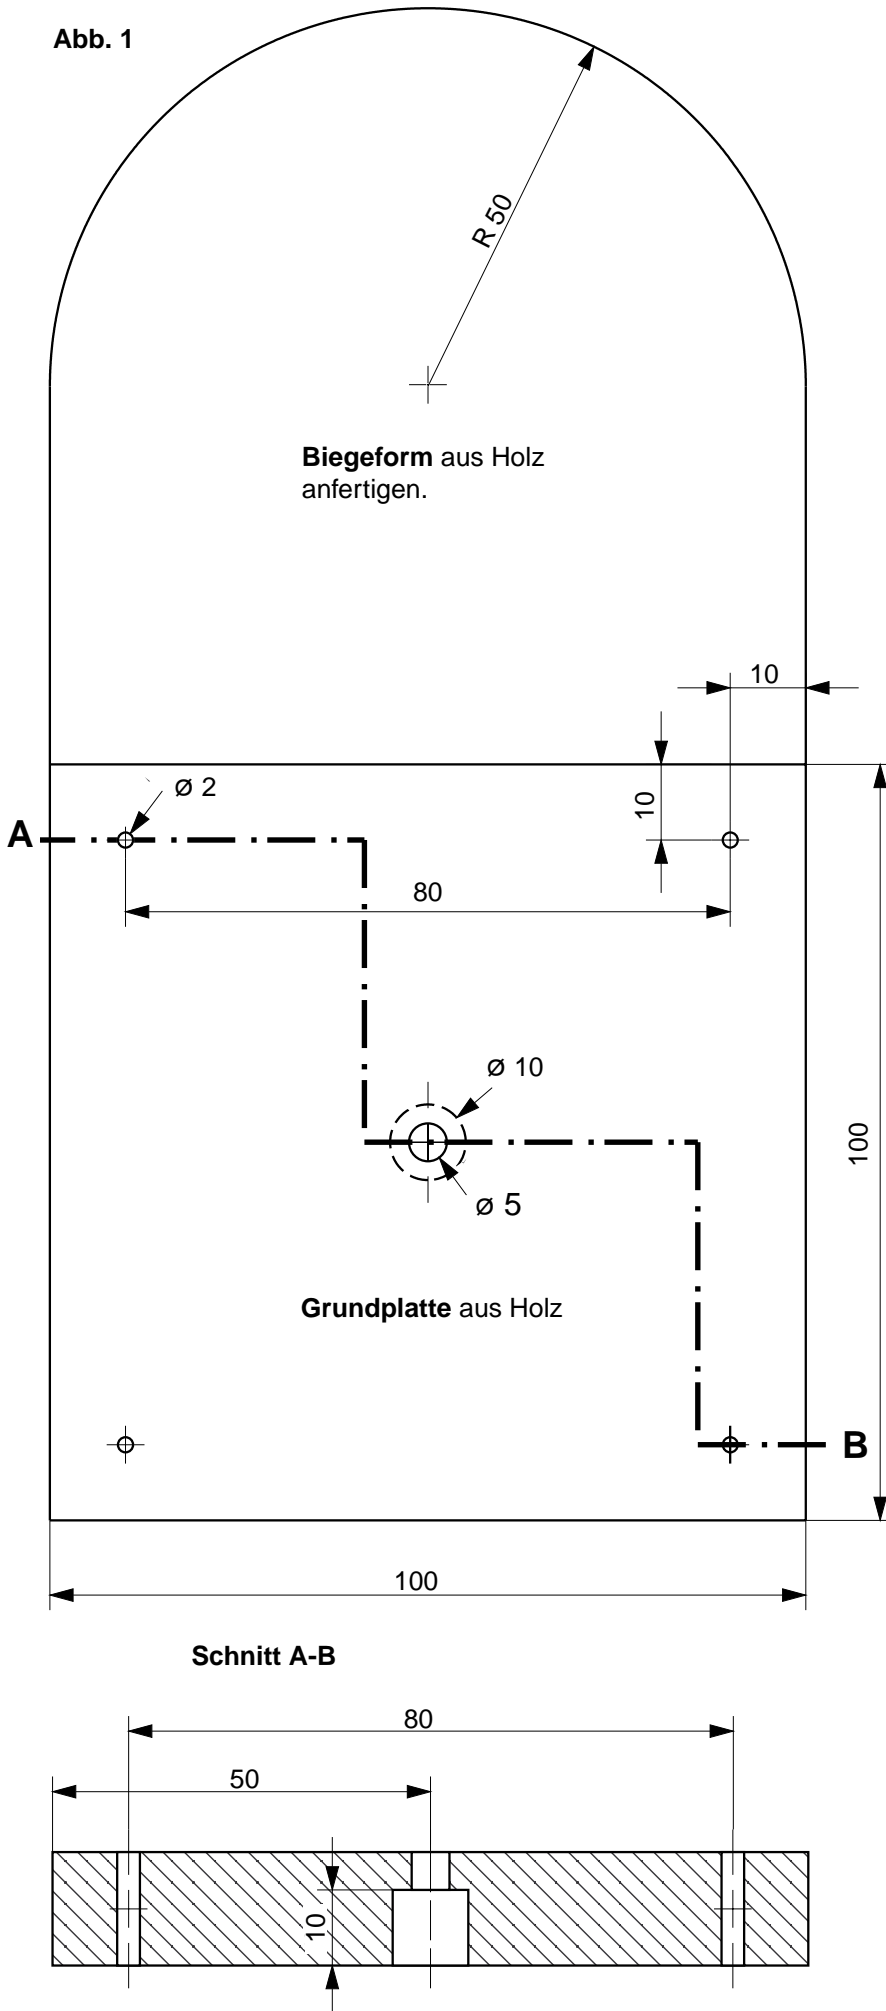 Abb. 1
R 50
Biegeform aus Holz
anfertigen.
10
ø 2
10
A
80
ø 10
100
ø 5
Grundplatte aus Holz
B
100
Schnitt A-B
80
50
10